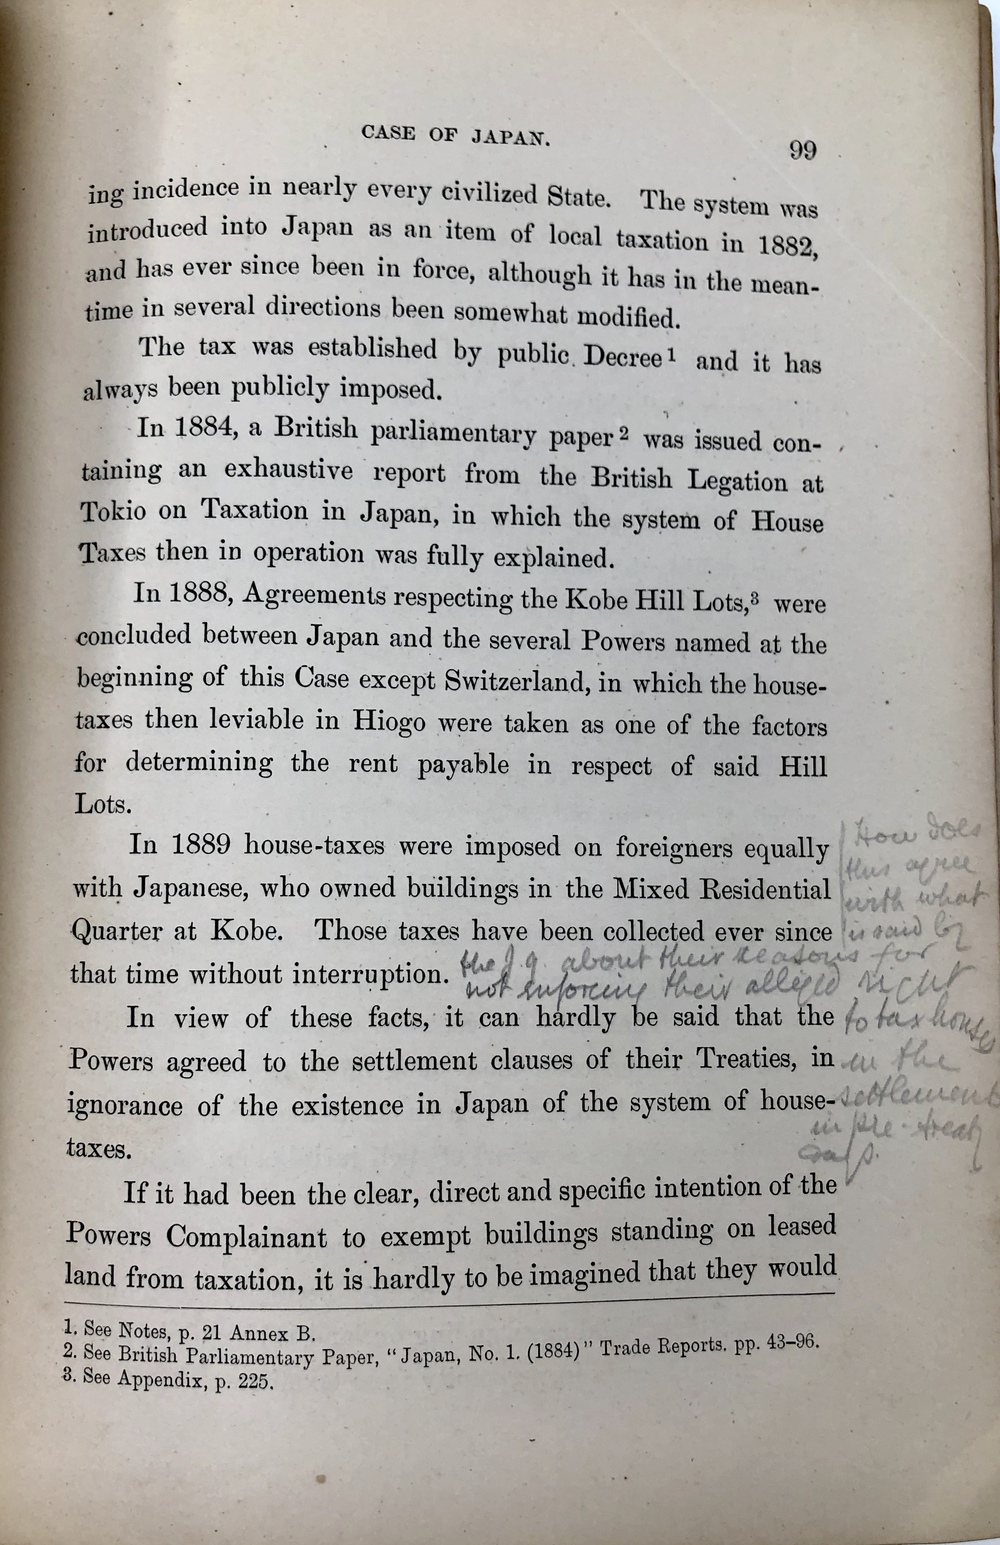 CASE OF JAPAN.
99
ing incidence in nearly every civilized State. The system was
introduced into Japan as an item of local taxation in 1882,
and has ever since been in force, although it has in the mean-
time in several directions been somewhat modified.
The tax was established by public Decree1 and it has
always been publicly imposed.
In 1884, a British parliamentary paper2 was issued con-
taining an exhaustive report from the British Legation at
Tokio on Taxation in Japan, in which the system of House
Taxes then in operation was fully explained.
In 1888, Agreements respecting the Kobe Hill Lots,3 were
concluded between Japan and the several Powers named at the
beginning of this Case except Switzerland, in which the house-
taxes then leviable in Hiogo were taken as one of the factors
for determining the rent payable in respect of said Hill
Lots.
In 1889 house-taxes were imposed on foreigners equally
with Japanese, who owned buildings in the Mixed Residential
Quarter at Kobe. Those taxes have been collected ever since
that time without interruption.
How does
this agree
with what
is said by
the J. G. about their reasons for
not enforcing their alleged right
to tax houses
in the
settlement
in pre-treaty
days.
In view of these facts, it can hardly be said that the
Powers agreed to the settlement clauses of their Treaties, in
ignorance of the existence in Japan of the system of house-
taxes.
If it had been the clear, direct and specific intention of the
Powers Complainant to exempt buildings standing on leased
land from taxation, it is hardly to be imagined that they would
1. See Notes, p. 21 Annex B.
2. See British Parliamentary Paper, "Japan, No. 1. (1884)" Trade Reports. pp. 43-96.
3. See Appendix, p. 225.